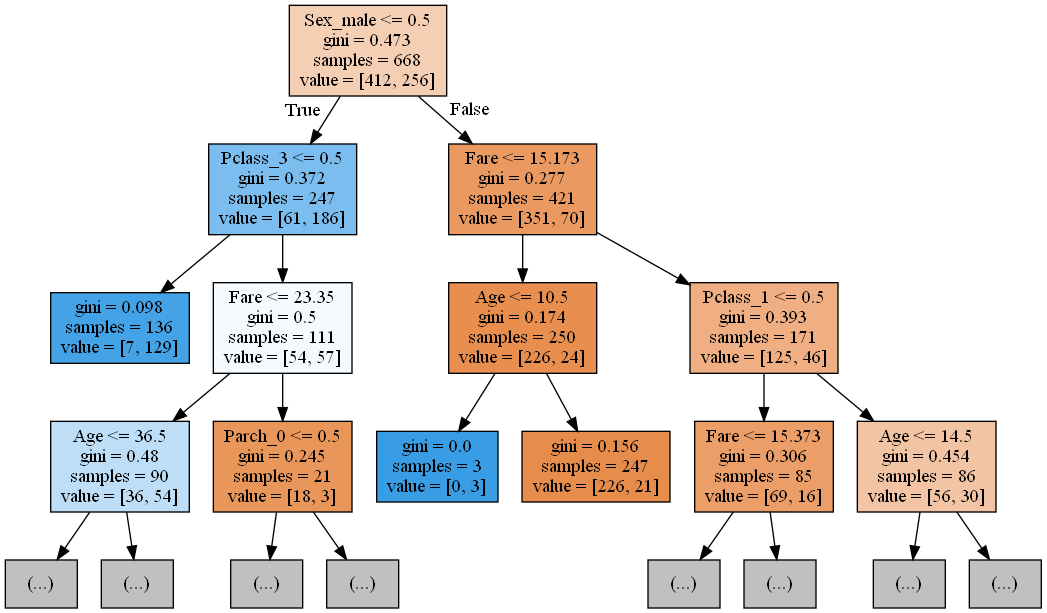 Sex_male <= 0.5
gini = 0.473
samples = 668
value = [412, 256]
True
False
Pclass_3 <= 0.5
gini = 0.372
samples = 247
value = [61, 186]
Fare <= 15.173
gini = 0.277
samples = 421
value = [351, 70]
gini = 0.098
samples = 136
value = [7, 129]
Fare <= 23.35
gini = 0.5
samples = 111
value = [54, 57]
Age <= 10.5
gini = 0.174
samples = 250
value = [226, 24]
Pclass_1 <= 0.5
gini = 0.393
samples = 171
value = [125, 46]
Age <= 36.5
gini = 0.48
samples = 90
value = [36, 54]
Parch_0 <= 0.5
gini = 0.245
samples = 21
value = [18, 3]
gini = 0.0
samples = 3
value = [0, 3]
gini = 0.156
samples = 247
value = [226, 21]
Fare <= 15.373
gini = 0.306
samples = 85
value = [69, 16]
Age <= 14.5
gini = 0.454
samples = 86
value = [56, 30]
(...)
(...)
(...)
(...)
(...)
(...)
(...)
(...)